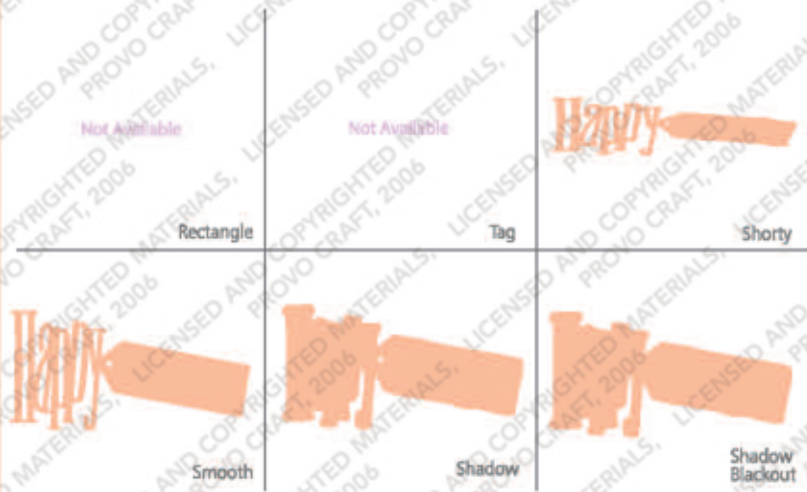 Not Available
Not Available
Happy
Rectangle
Tag
Shorty
Happy
Smooth
Shadow
Shadow
Blackout
LICENSED AND COPYRIGHTED MATERIALS,
PROVO CRAFT, 2006